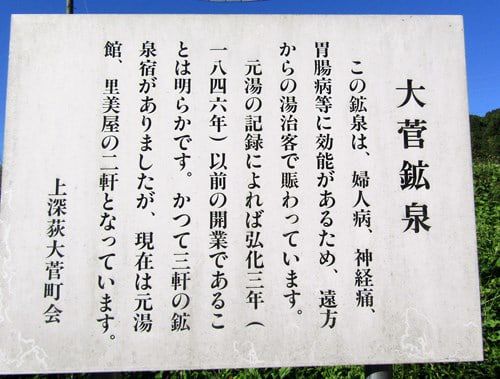 大菅鉱泉
この鉱泉は、婦人病、神経痛、
胃腸病等に効能があるため、遠方
からの湯治客で賑わっています。
元湯の記録によれば弘化三年（
一八四六年）以前の開業であるこ
とは明らかです。かつて三軒の鉱
泉宿がありましたが、現在は元湯
館、里美屋の二軒となっています。
上深荻大菅町会